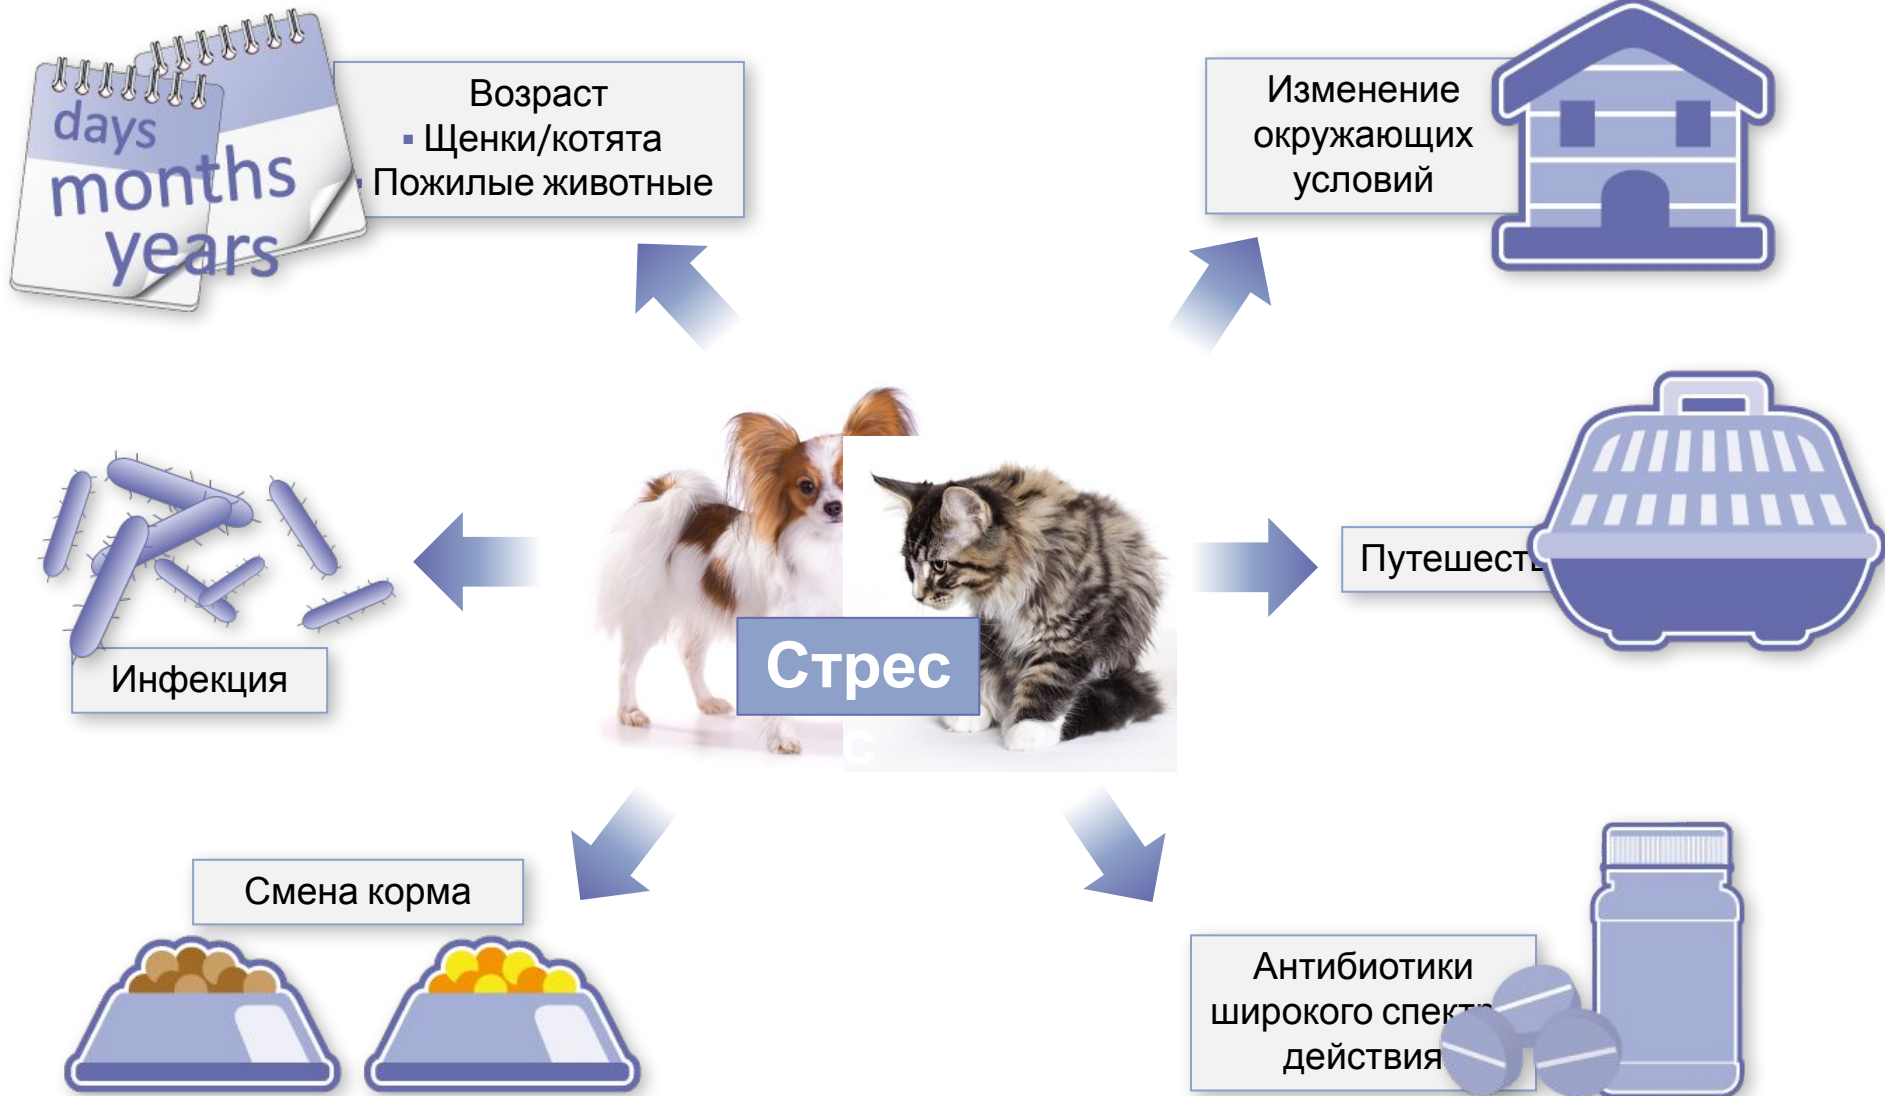 days
months
years
Возраст
▪ Щенки/котята
▪ Пожилые животные
Изменение
окружающих
условий
Инфекция
Стрес
с
Путешест
Смена корма
Антибиотики
широкого спектр
действия